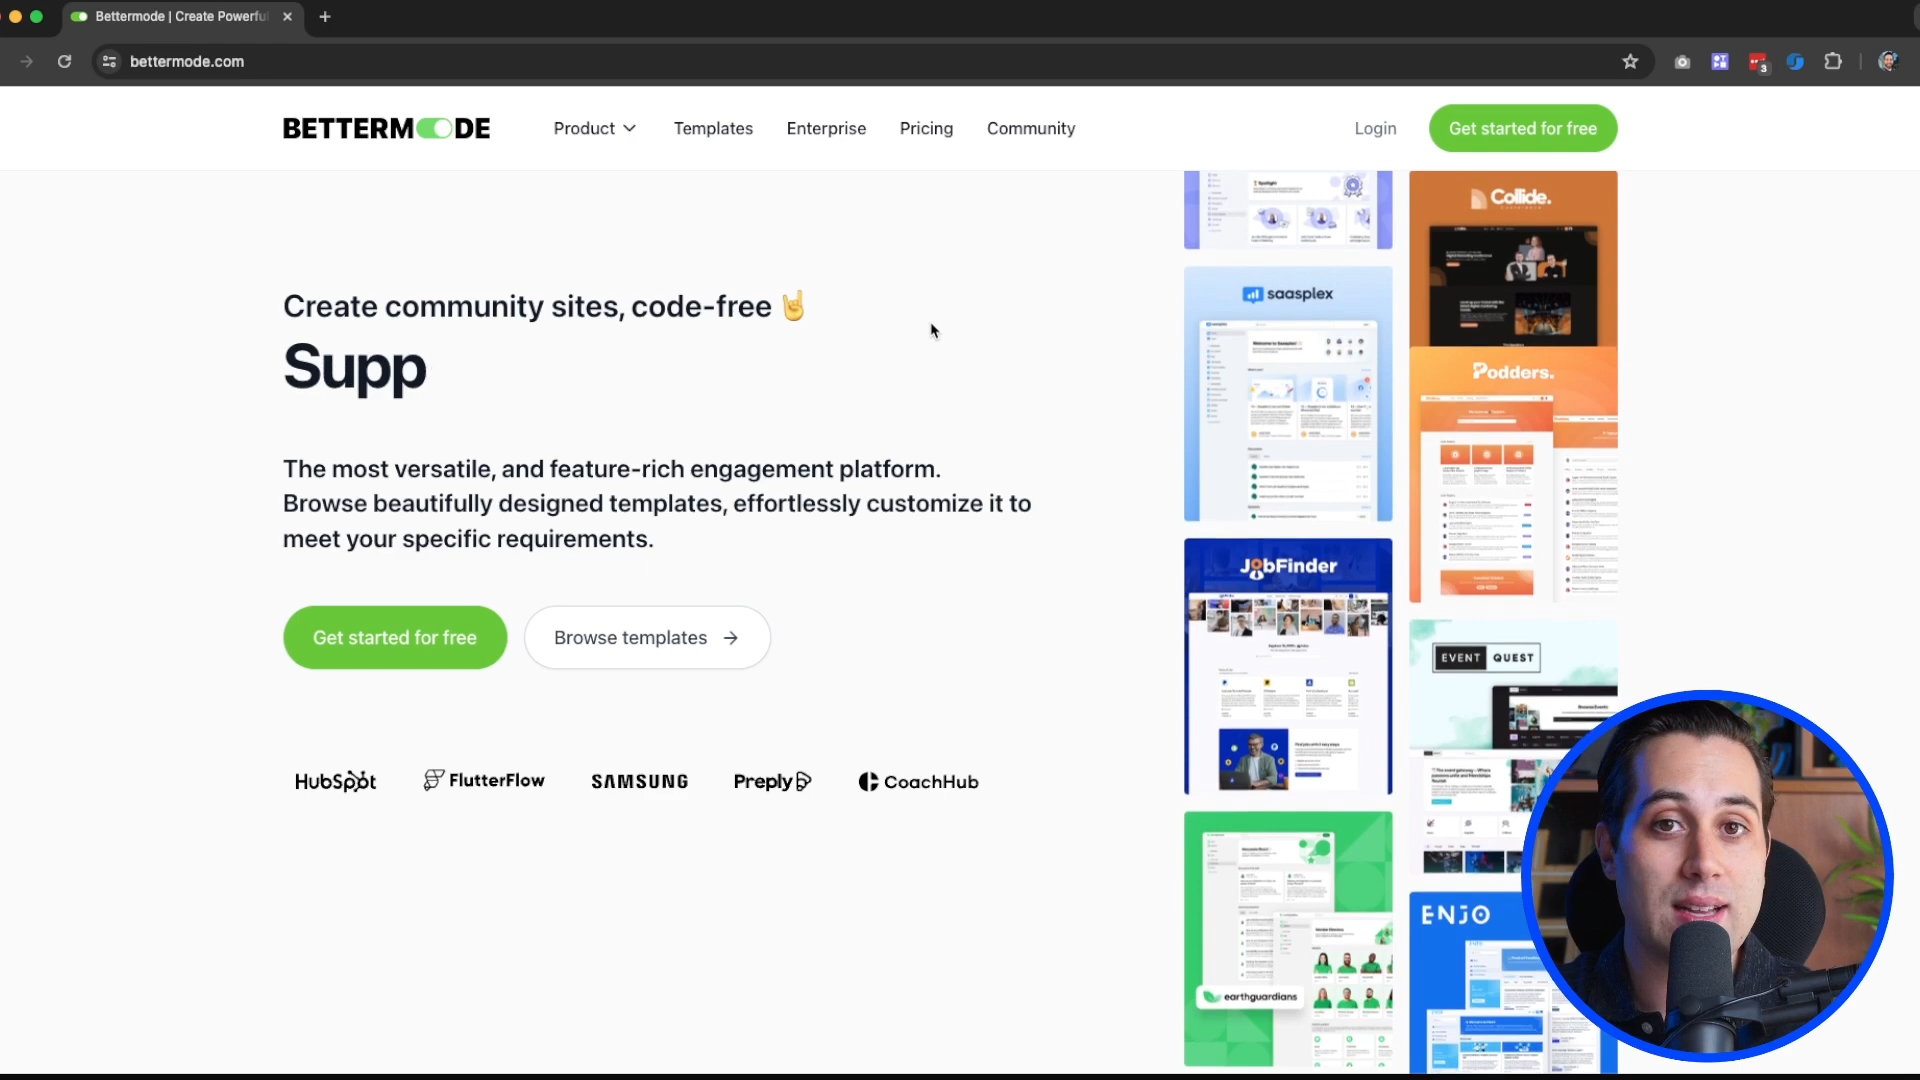 Bettermode | Create Powerfu
bettermode.com
3
BETTERMODE
Product
Templates
Enterprise
Pricing
Community
Login
Get started for free
Create community sites, code-free 🤘
Supp
The most versatile, and feature-rich engagement platform.
Browse beautifully designed templates, effortlessly customize it to
meet your specific requirements.
Get started for free
Browse templates →
HubSpot
FlutterFlow
SAMSUNG
Preply
CoachHub
Spotlight
saasplex
JobFinder
earthguardians
Collide.
Podders.
EVENT QUEST
ENJO